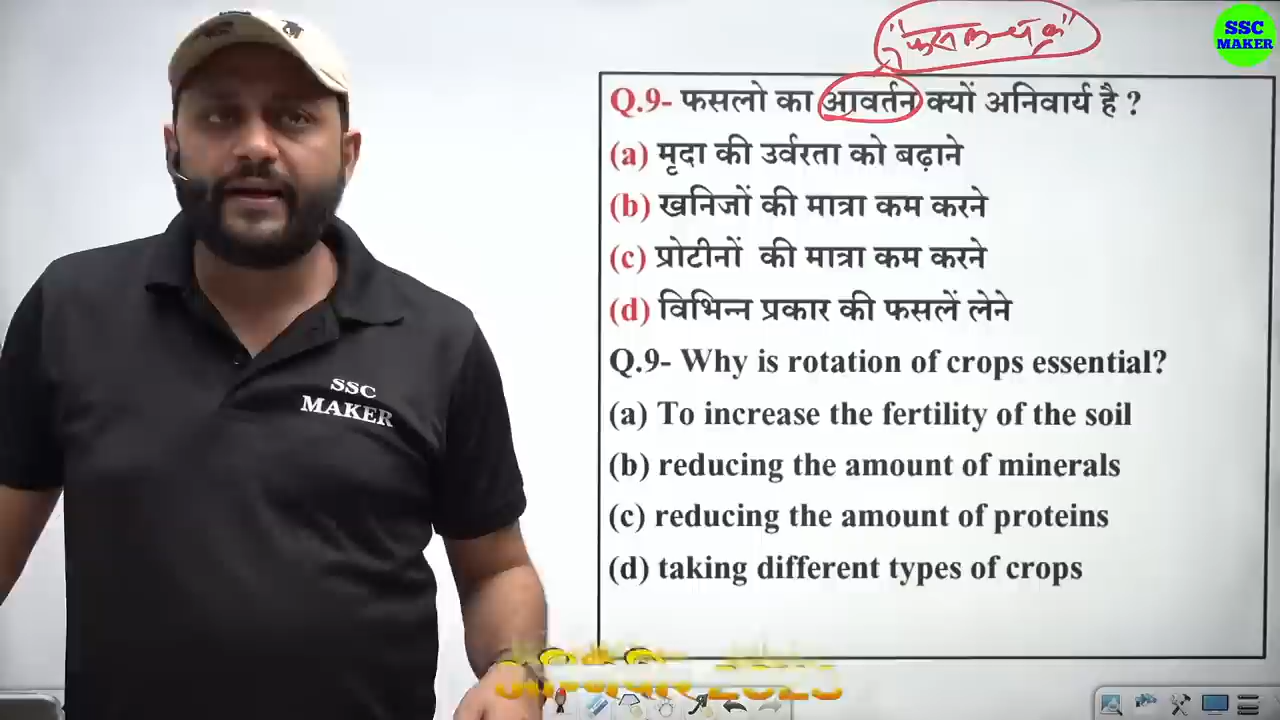 SSC
MAKER
Q.9- फसलो का आवर्तन क्यों अनिवार्य है ?
(a) मृदा की उर्वरता को बढ़ाने
(b) खनिजों की मात्रा कम करने
(c) प्रोटीनों की मात्रा कम करने
(d) विभिन्न प्रकार की फसलें लेने
Q.9- Why is rotation of crops essential?
(a) To increase the fertility of the soil
(b) reducing the amount of minerals
(c) reducing the amount of proteins
(d) taking different types of crops
SSC
MAKER
2023